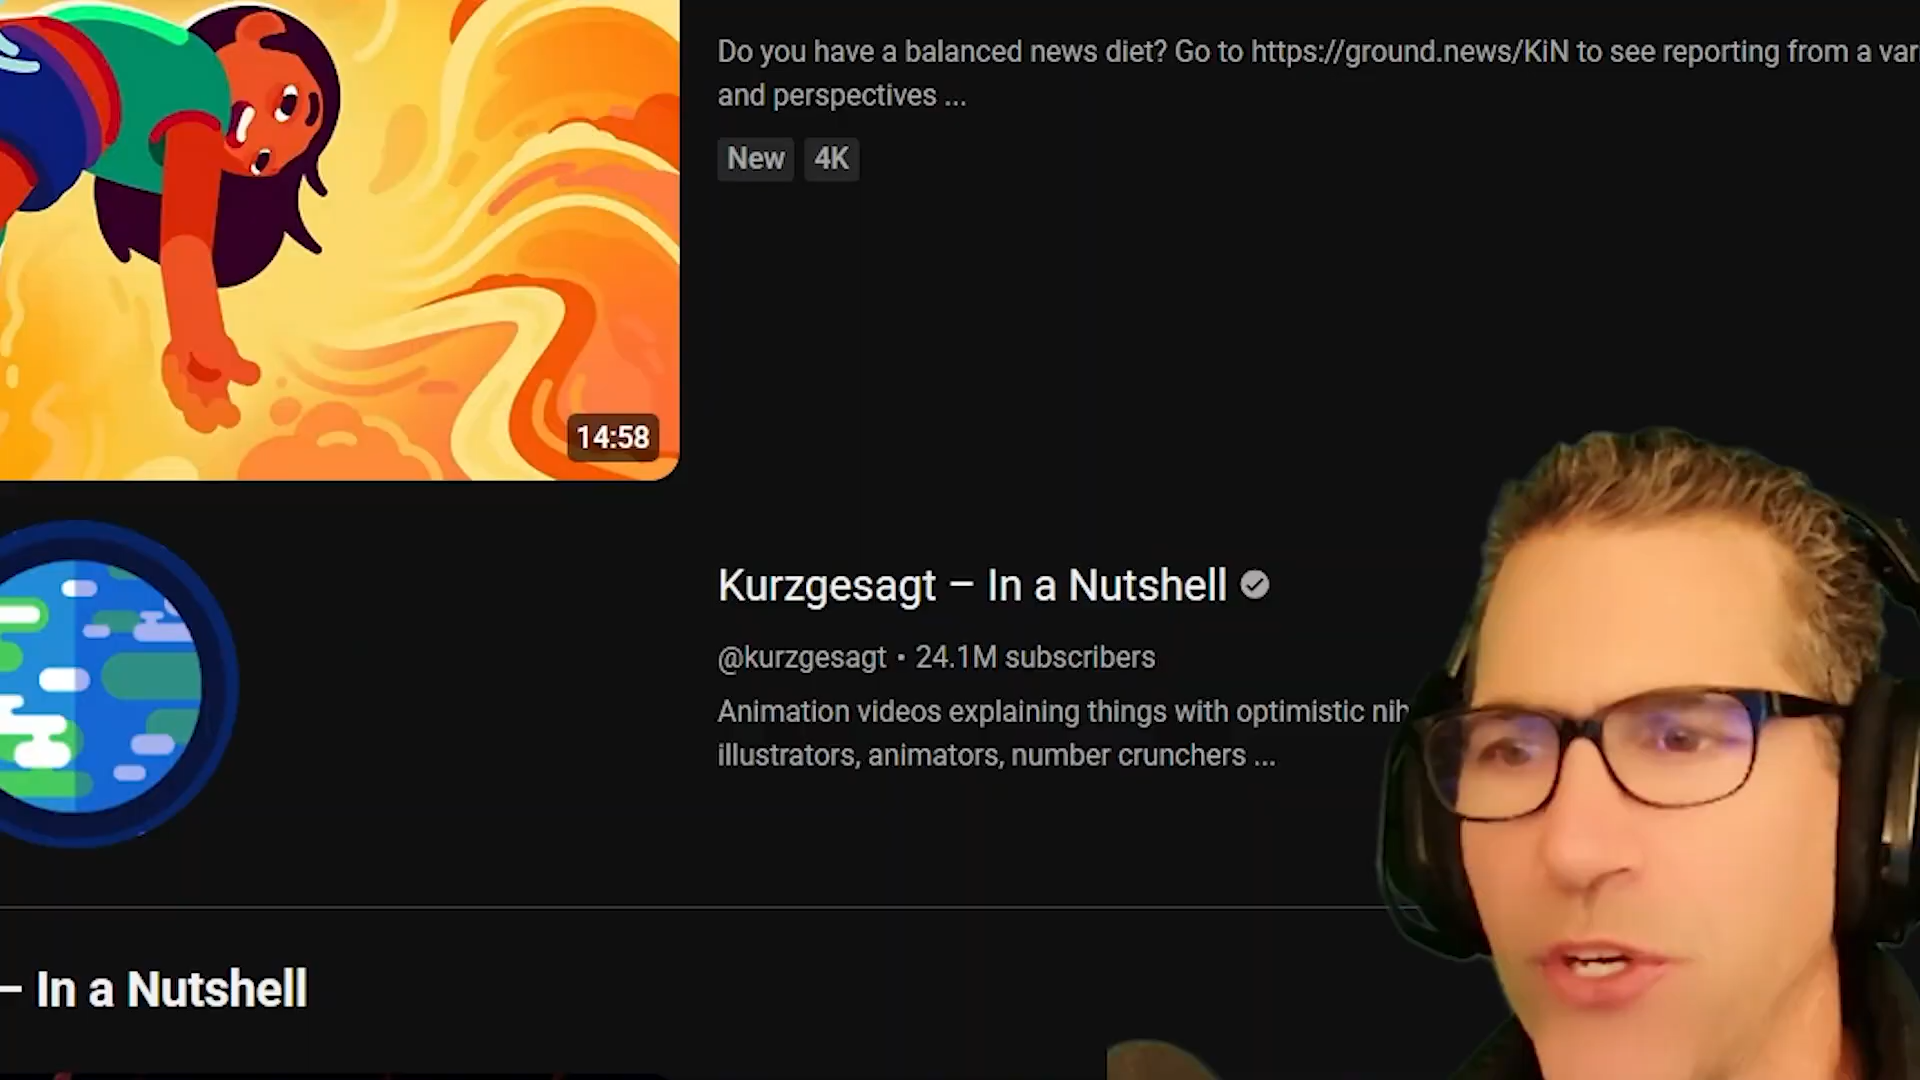 Do you have a balanced news diet? Go to https://ground.news/KiN to see reporting from a
and perspectives ...
New 4K
14:58
Kurzgesagt – In a Nutshell
@kurzgesagt • 24.1M subscribers
Animation videos explaining things with optimistic
illustrators, animators, number crunchers ...
– In a Nutshell